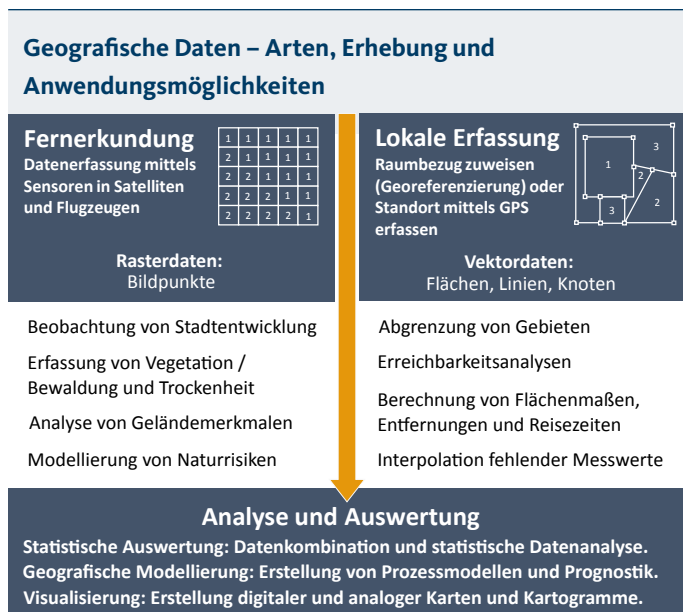 Geografische Daten – Arten, Erhebung und
Anwendungsmöglichkeiten
Fernerkundung
Datenerfassung mittels
Sensoren in Satelliten
und Flugzeugen
1 1 1 1 1
2 1 1 1 1
2 2 1 1 1
2 2 2 1 1
2 2 2 2 1
Rasterdaten:
Bildpunkte
Lokale Erfassung
Raumbezug zuweisen
(Georeferenzierung) oder
Standort mittels GPS
erfassen
3
1
2
3
2
Vektordaten:
Flächen, Linien, Knoten
Beobachtung von Stadtentwicklung
Erfassung von Vegetation /
Bewaldung und Trockenheit
Analyse von Geländemerkmalen
Modellierung von Naturrisiken
Abgrenzung von Gebieten
Erreichbarkeitsanalysen
Berechnung von Flächenmaßen,
Entfernungen und Reisezeiten
Interpolation fehlender Messwerte
Analyse und Auswertung
Statistische Auswertung: Datenkombination und statistische Datenanalyse.
Geografische Modellierung: Erstellung von Prozessmodellen und Prognostik.
Visualisierung: Erstellung digitaler und analoger Karten und Kartogramme.